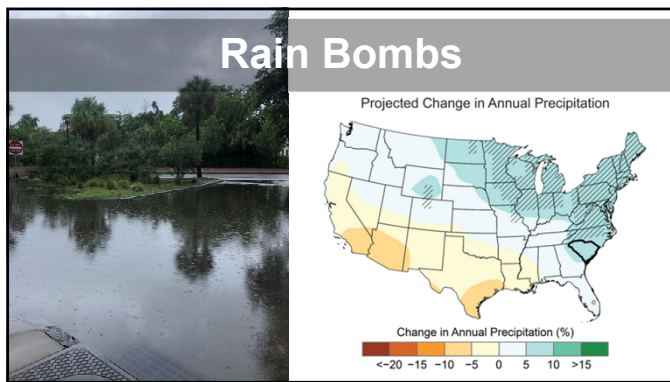 Rain Bombs
Projected Change in Annual Precipitation
Change in Annual Precipitation (%)
<−20 −15 −10 −5 0 5 10 >15